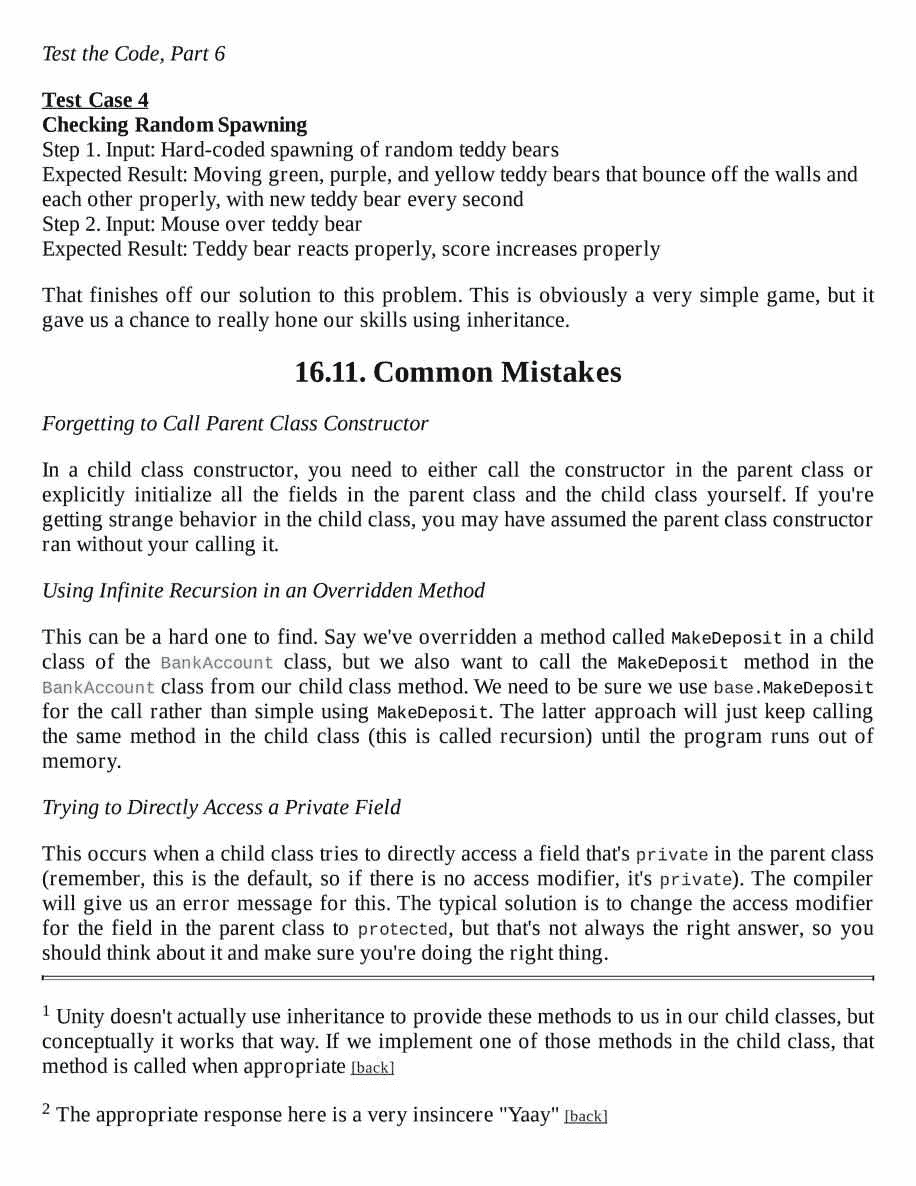 Test the Code, Part 6
Test Case 4
Checking Random Spawning
Step 1. Input: Hard-coded spawning of random teddy bears
Expected Result: Moving green, purple, and yellow teddy bears that bounce off the walls and
each other properly, with new teddy bear every second
Step 2. Input: Mouse over teddy bear
Expected Result: Teddy bear reacts properly, score increases properly
That finishes off our solution to this problem. This is obviously a very simple game, but it
gave us a chance to really hone our skills using inheritance.
16.11. Common Mistakes
Forgetting to Call Parent Class Constructor
In a child class constructor, you need to either call the constructor in the parent class or
explicitly initialize all the fields in the parent class and the child class yourself. If you're
getting strange behavior in the child class, you may have assumed the parent class constructor
ran without your calling it.
Using Infinite Recursion in an Overridden Method
This can be a hard one to find. Say we've overridden a method called MakeDeposit in a child
class of the BankAccount class, but we also want to call the MakeDeposit method in the
BankAccount class from our child class method. We need to be sure we use base.MakeDeposit
for the call rather than simple using MakeDeposit. The latter approach will just keep calling
the same method in the child class (this is called recursion) until the program runs out of
memory.
Trying to Directly Access a Private Field
This occurs when a child class tries to directly access a field that's private in the parent class
(remember, this is the default, so if there is no access modifier, it's private). The compiler
will give us an error message for this. The typical solution is to change the access modifier
for the field in the parent class to protected, but that's not always the right answer, so you
should think about it and make sure you're doing the right thing.
1 Unity doesn't actually use inheritance to provide these methods to us in our child classes, but
conceptually it works that way. If we implement one of those methods in the child class, that
method is called when appropriate [back]
2 The appropriate response here is a very insincere "Yaay" [back]